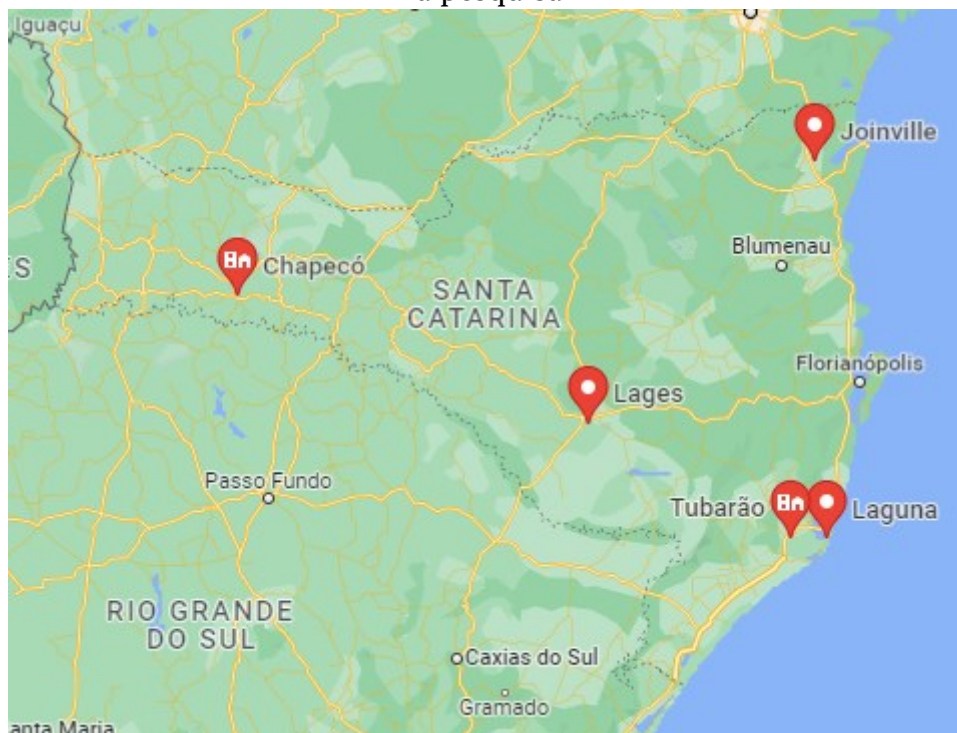 Iguaçu
Joinville
Blumenau
Chapecó
SANTA
CATARINA
Florianópolis
Lages
Passo Fundo
Tubarão
Laguna
RIO GRANDE
DO SUL
Caxias do Sul
Gramado
anta Maria